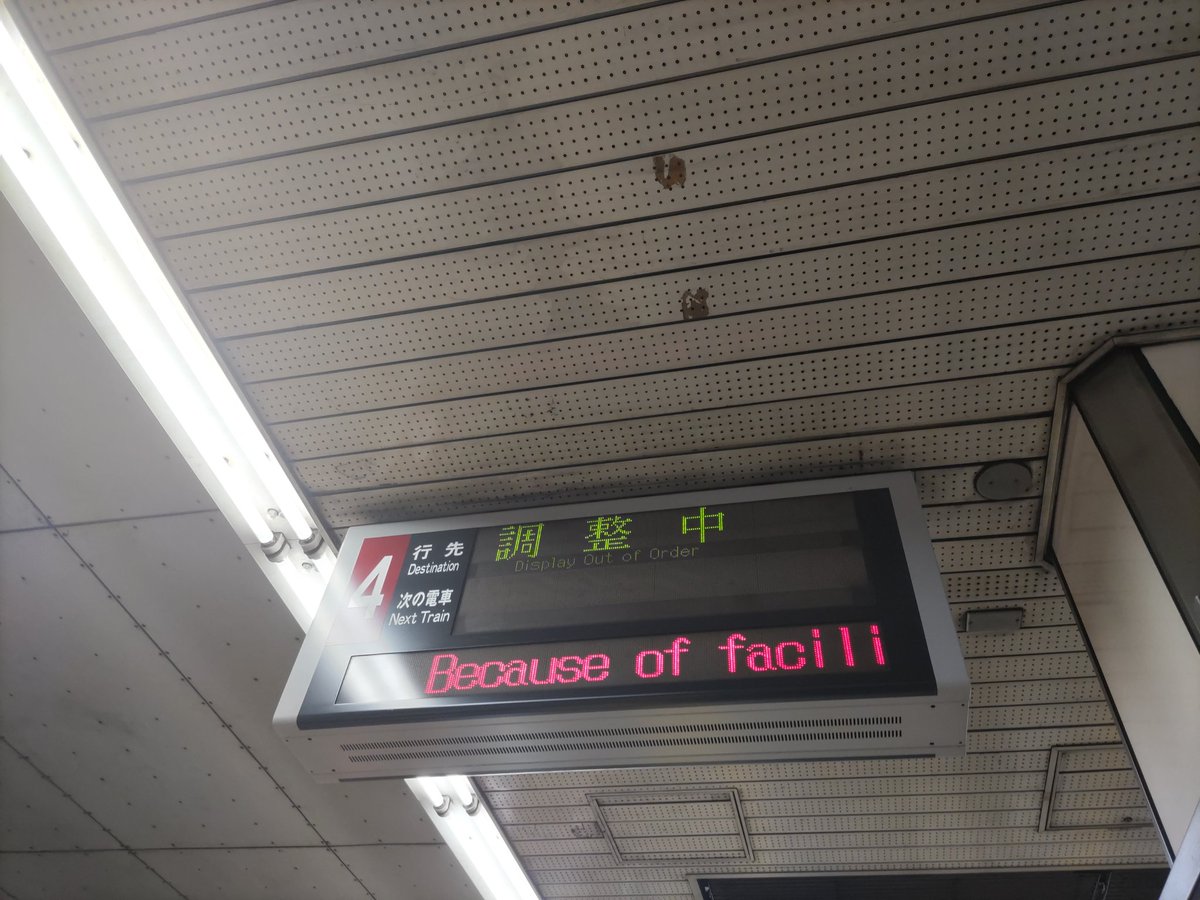 4
行先
Destination
次の電車
Next Train
調 整 中
Display Out of Order
Because of facili